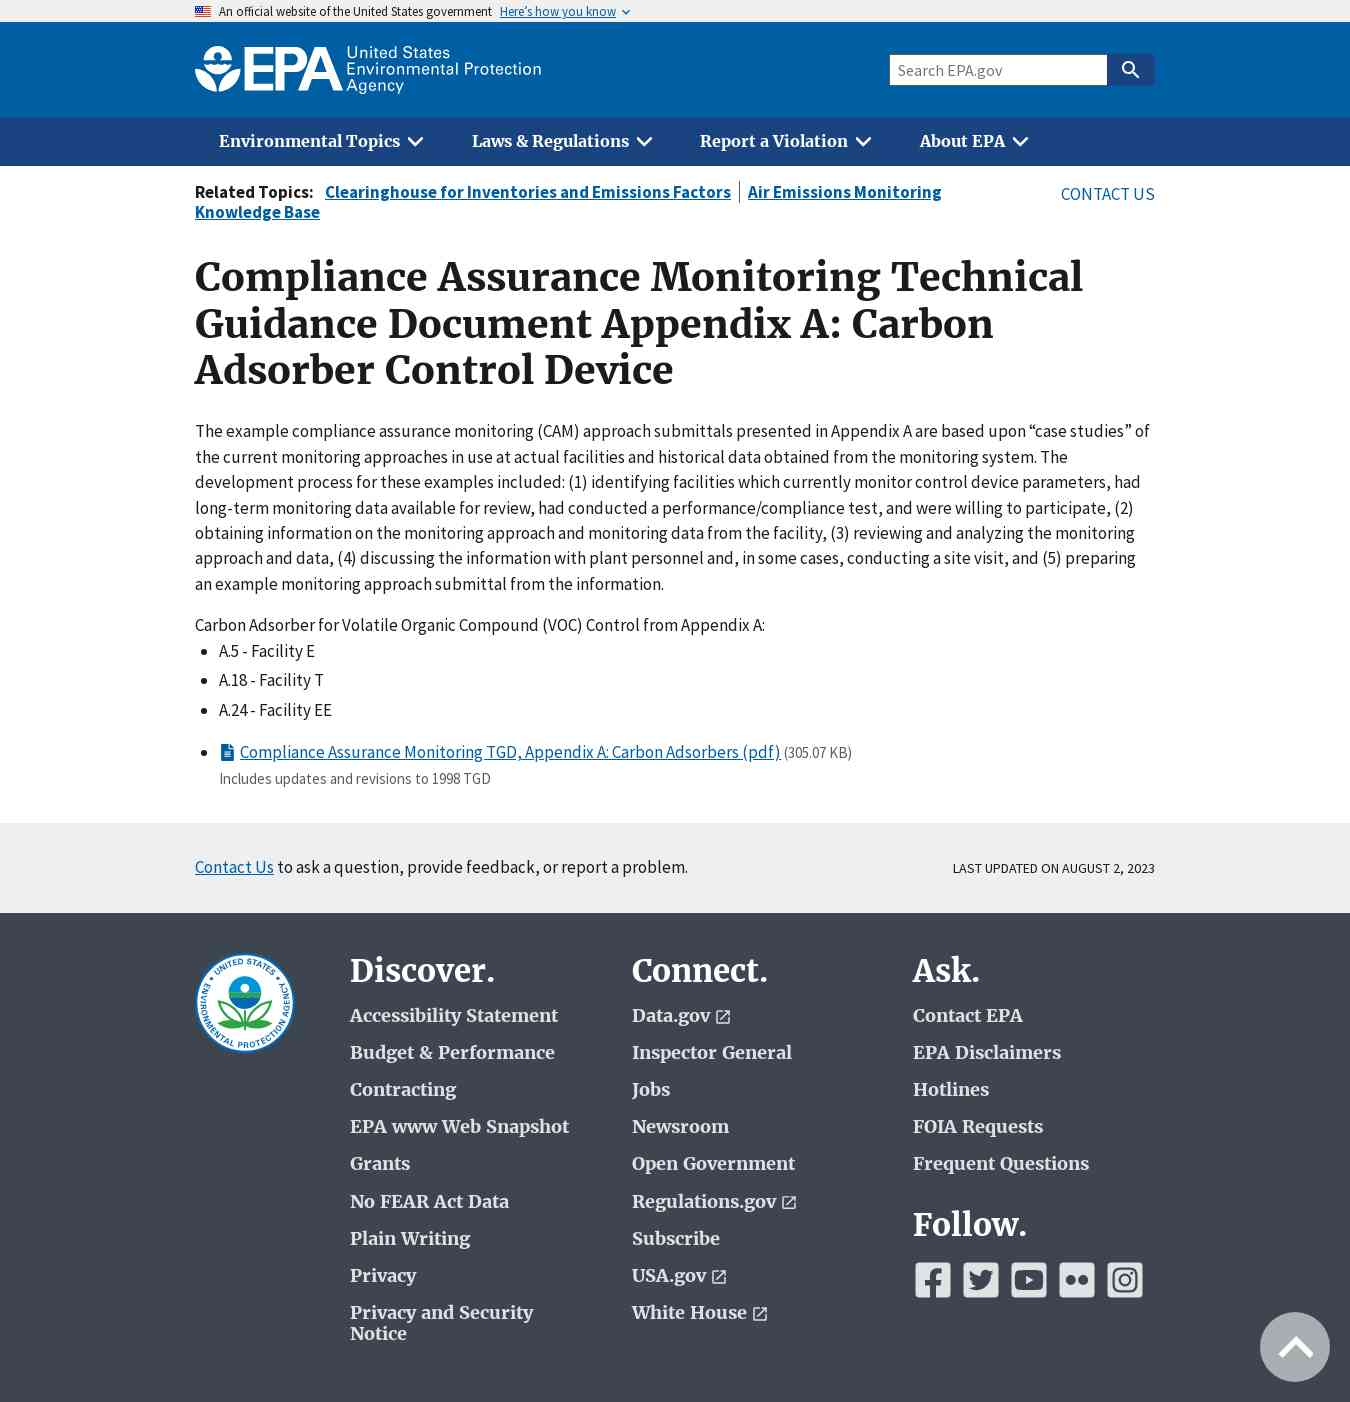 An official website of the United States government Here’s how you know
EPA United States
Environmental Protection
Agency
Search EPA.gov
Environmental Topics Laws & Regulations Report a Violation About EPA
Related Topics: Clearinghouse for Inventories and Emissions Factors Air Emissions Monitoring
Knowledge Base
CONTACT US
Compliance Assurance Monitoring Technical
Guidance Document Appendix A: Carbon
Adsorber Control Device
The example compliance assurance monitoring (CAM) approach submittals presented in Appendix A are based upon “case studies” of
the current monitoring approaches in use at actual facilities and historical data obtained from the monitoring system. The
development process for these examples included: (1) identifying facilities which currently monitor control device parameters, had
long-term monitoring data available for review, had conducted a performance/compliance test, and were willing to participate, (2)
obtaining information on the monitoring approach and monitoring data from the facility, (3) reviewing and analyzing the monitoring
approach and data, (4) discussing the information with plant personnel and, in some cases, conducting a site visit, and (5) preparing
an example monitoring approach submittal from the information.
Carbon Adsorber for Volatile Organic Compound (VOC) Control from Appendix A:
A.5 - Facility E
A.18 - Facility T
A.24 - Facility EE
Compliance Assurance Monitoring TGD, Appendix A: Carbon Adsorbers (pdf) (305.07 KB)
Includes updates and revisions to 1998 TGD
Contact Us to ask a question, provide feedback, or report a problem.
LAST UPDATED ON AUGUST 2, 2023
UNITED STATES
ENVIRONMENTAL PROTECTION AGENCY
Discover.
Accessibility Statement
Budget & Performance
Contracting
EPA www Web Snapshot
Grants
No FEAR Act Data
Plain Writing
Privacy
Privacy and Security
Notice
Connect.
Data.gov
Inspector General
Jobs
Newsroom
Open Government
Regulations.gov
Subscribe
USA.gov
White House
Ask.
Contact EPA
EPA Disclaimers
Hotlines
FOIA Requests
Frequent Questions
Follow.